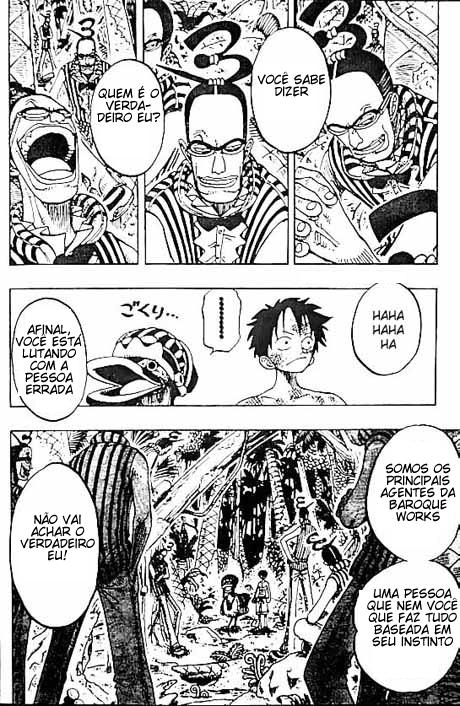 VOCÊ SABE
DIZER
QUEM É O
VERDA-
DEIRO EU?
HAHA
HAHA
HA
.........
ごくり...
AFINAL,
VOCÊ ESTÁ
LUTANDO
COM A
PESSOA
ERRADA
SOMOS OS
PRINCIPAIS
AGENTES DA
BAROQUE
WORKS
UMA PESSOA
QUE NEM VOCÊ
QUE FAZ TUDO
BASEADA EM
SEU INSTINTO
NÃO VAI
ACHAR O
VERDADEIRO
EU!